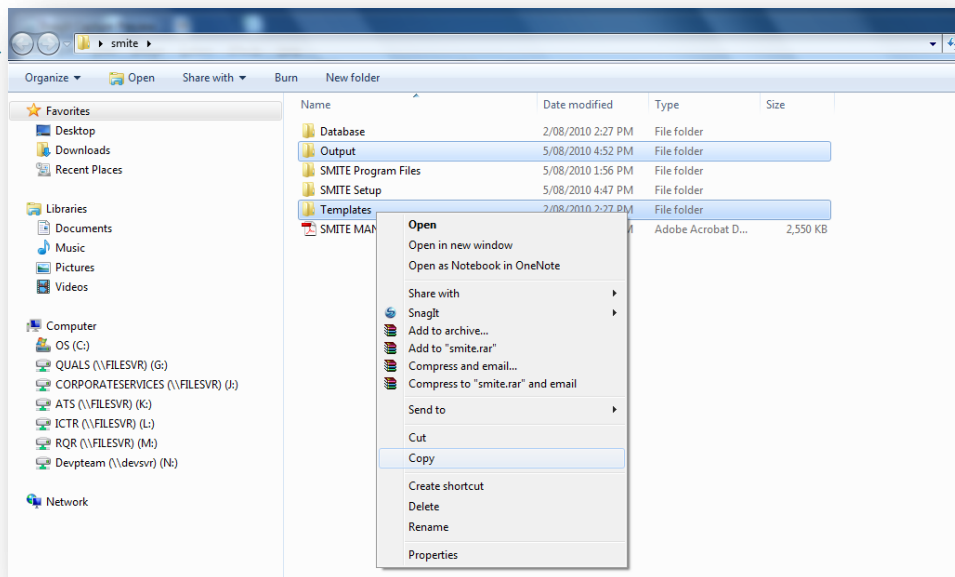 smite
Organize Open Share with Burn New folder
Favorites
Desktop
Downloads
Recent Places
Libraries
Documents
Music
Pictures
Videos
Computer
OS (C:)
QUALS (\\FILESVR) (G:)
CORPORATESERVICES (\\FILESVR) (J:)
ATS (\\FILESVR) (K:)
ICTR (\\FILESVR) (L:)
RQR (\\FILESVR) (M:)
Devpteam (\\devsvr) (N:)
Network
Name Date modified Type Size
Database 2/08/2010 2:27 PM File folder
Output 5/08/2010 4:52 PM File folder
SMITE Program Files 5/08/2010 1:56 PM File folder
SMITE Setup 5/08/2010 4:47 PM File folder
Templates 2/08/2010 2:27 PM File folder
SMITE MAN Adobe Acrobat D... 2,550 KB
Open
Open in new window
Open as Notebook in OneNote
Share with
SnagIt
Add to archive...
Add to "smite.rar"
Compress and email...
Compress to "smite.rar" and email
Send to
Cut
Copy
Create shortcut
Delete
Rename
Properties